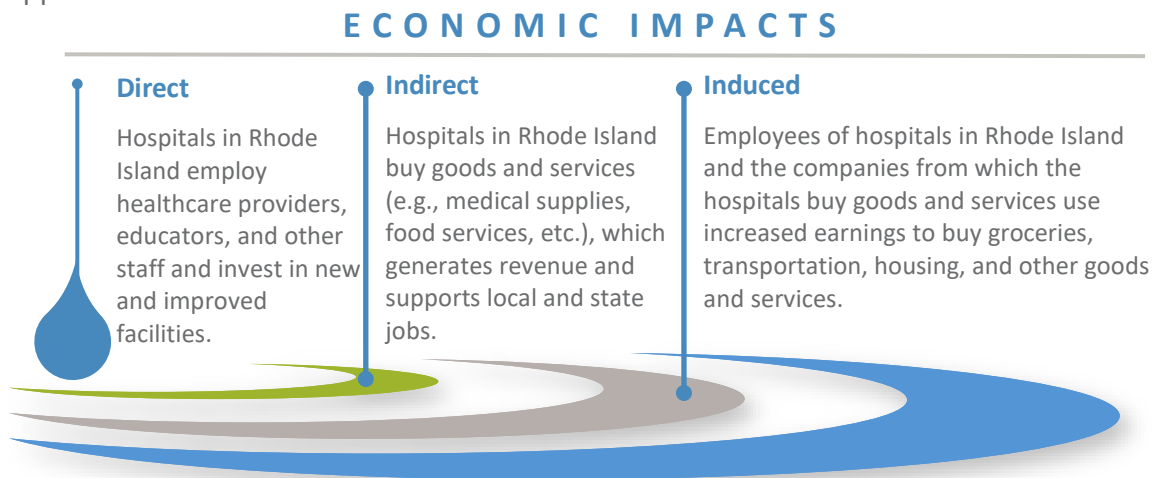 ECONOMIC IMPACTS
Direct
Hospitals in Rhode
Island employ
healthcare providers,
educators, and other
staff and invest in new
and improved
facilities.
Indirect
Hospitals in Rhode Island
buy goods and services
(e.g., medical supplies,
food services, etc.), which
generates revenue and
supports local and state
jobs.
Induced
Employees of hospitals in Rhode Island
and the companies from which the
hospitals buy goods and services use
increased earnings to buy groceries,
transportation, housing, and other goods
and services.